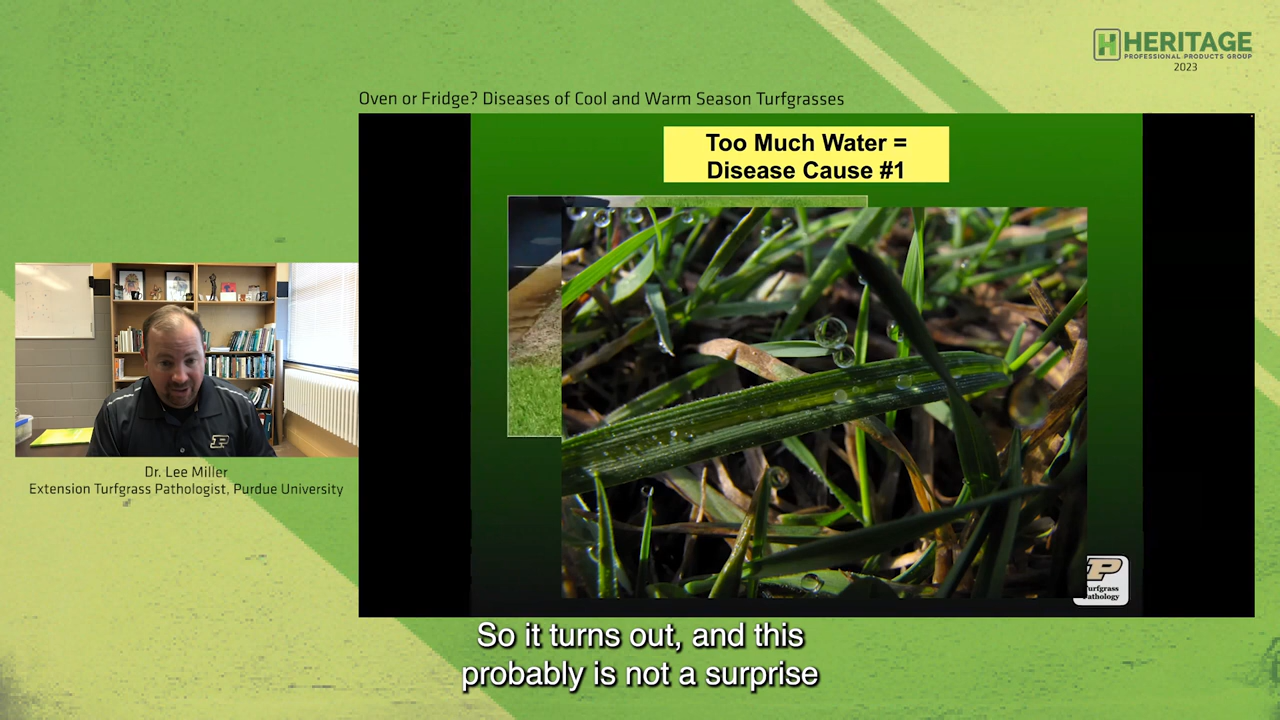 HERITAGE
PROFESSIONAL PRODUCTS GROUP
2023
Oven or Fridge? Diseases of Cool and Warm Season Turfgrasses
Too Much Water =
Disease Cause #1
P
Dr. Lee Miller
Extension Turfgrass Pathologist, Purdue University
P
Turfgrass
Pathology
So it turns out, and this
probably is not a surprise